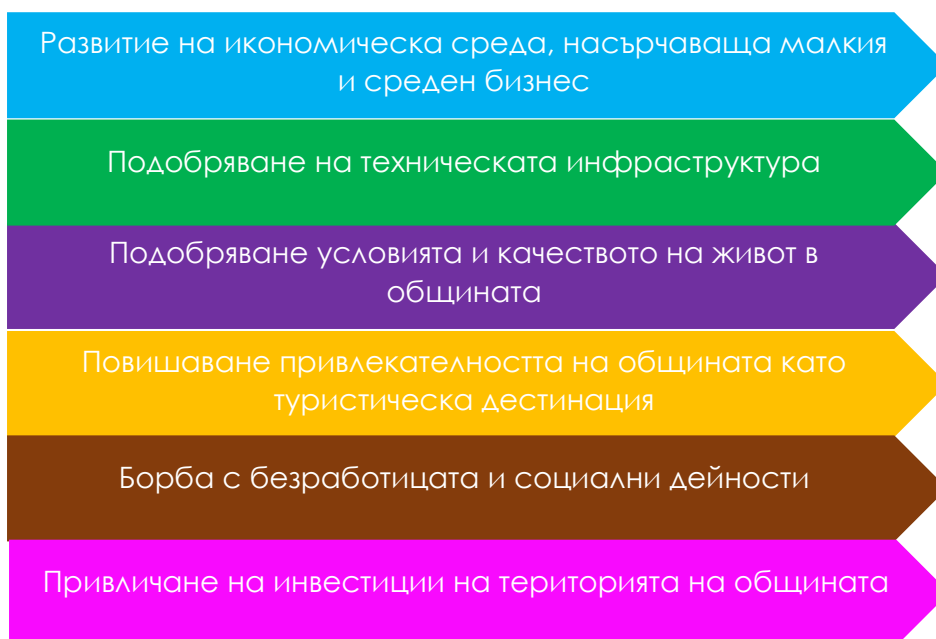 Развитие на икономическа среда, насърчаваща малкия
и среден бизнес
Подобряване на техническата инфраструктура
Подобряване условията и качеството на живот в
общината
Повишаване привлекателността на общината като
туристическа дестинация
Борба с безработицата и социални дейности
Привличане на инвестиции на територията на общината